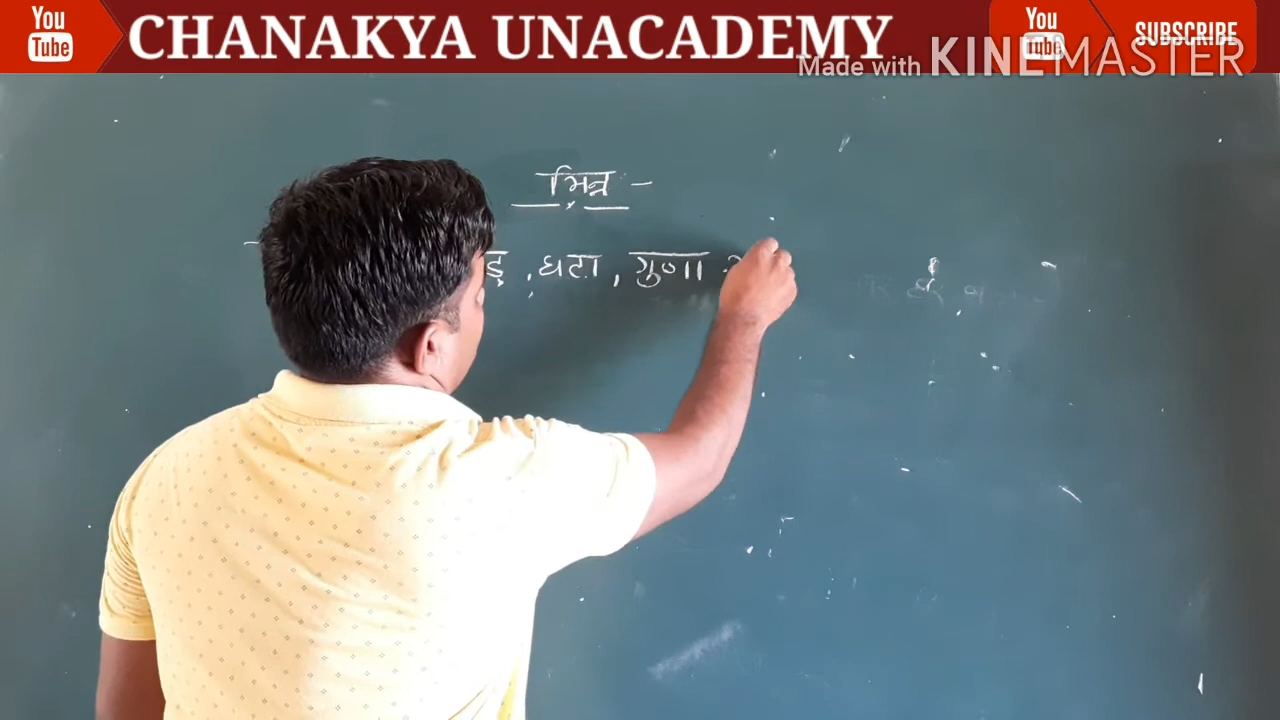 You Tube CHANAKYA UNACADEMY You Tube SUBSCRIBE
Made with KINEMASTER
भिन्न -
घटा , गुणा